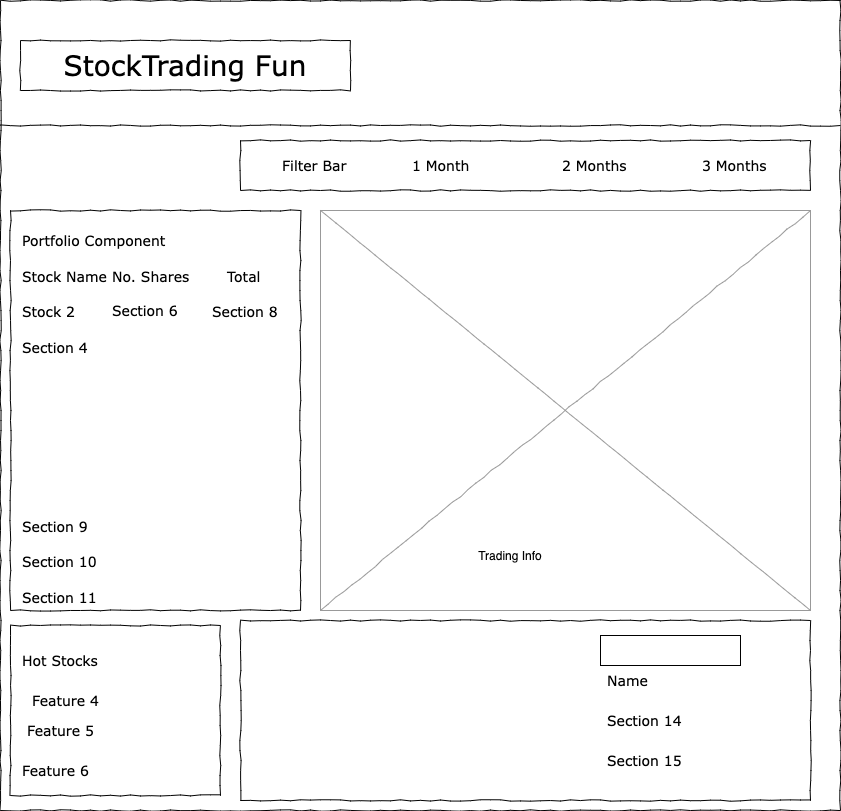 StockTrading Fun
Filter Bar 1 Month 2 Months 3 Months
Portfolio Component
Stock Name No. Shares Total
Stock 2 Section 6 Section 8
Section 4
Section 9
Section 10
Section 11
Trading Info
Hot Stocks
Feature 4
Feature 5
Feature 6
Name
Section 14
Section 15